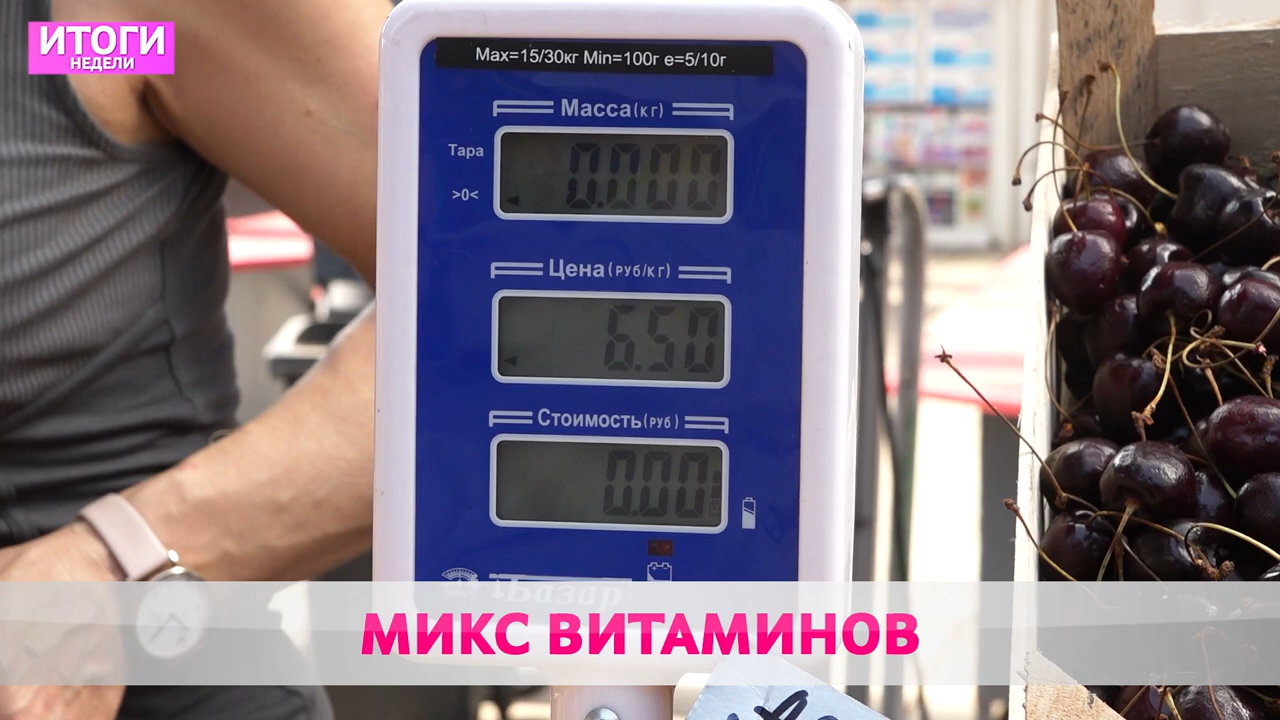 ИТОГИ
НЕДЕЛИ
Max=15/30кг Min=100г e=5/10г
Масса(кг)
Тара
0.000
>0<
Цена(РУБ/КГ)
6.50
Стоимость(РУБ)
0.00
Базар
МИКС ВИТАМИНОВ